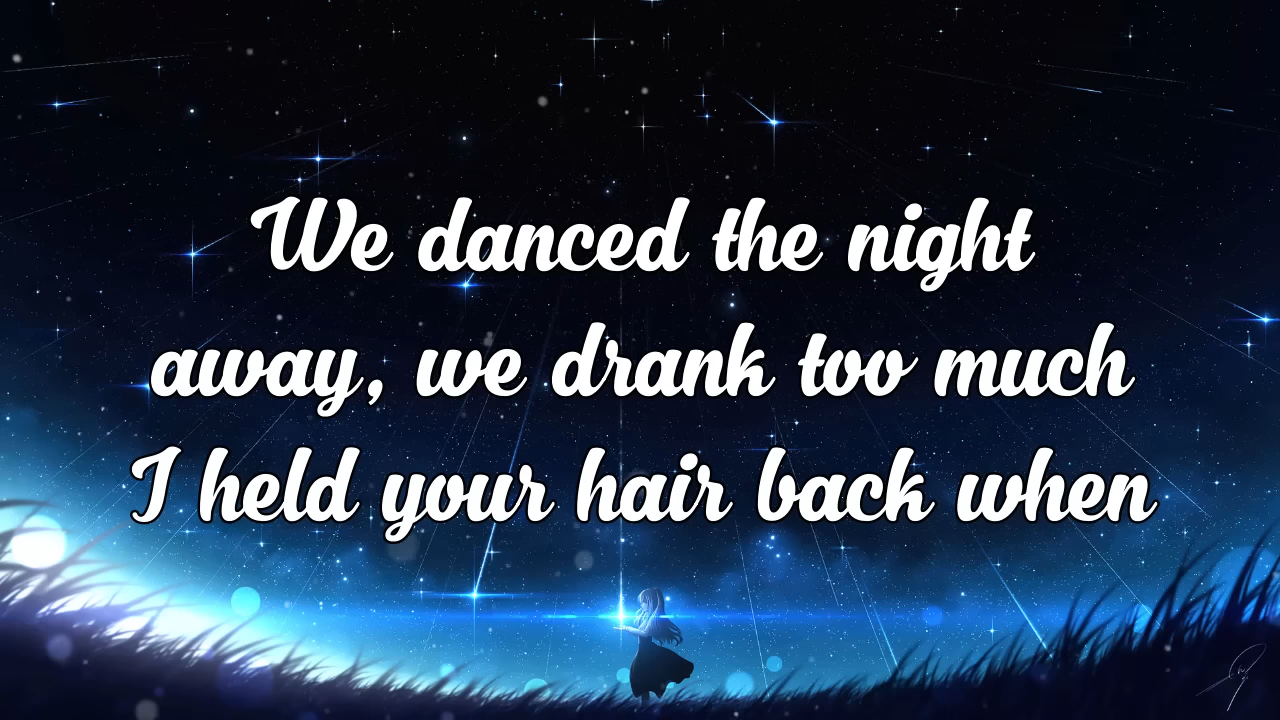 We danced the night
away, we drank too much
I held your hair back when